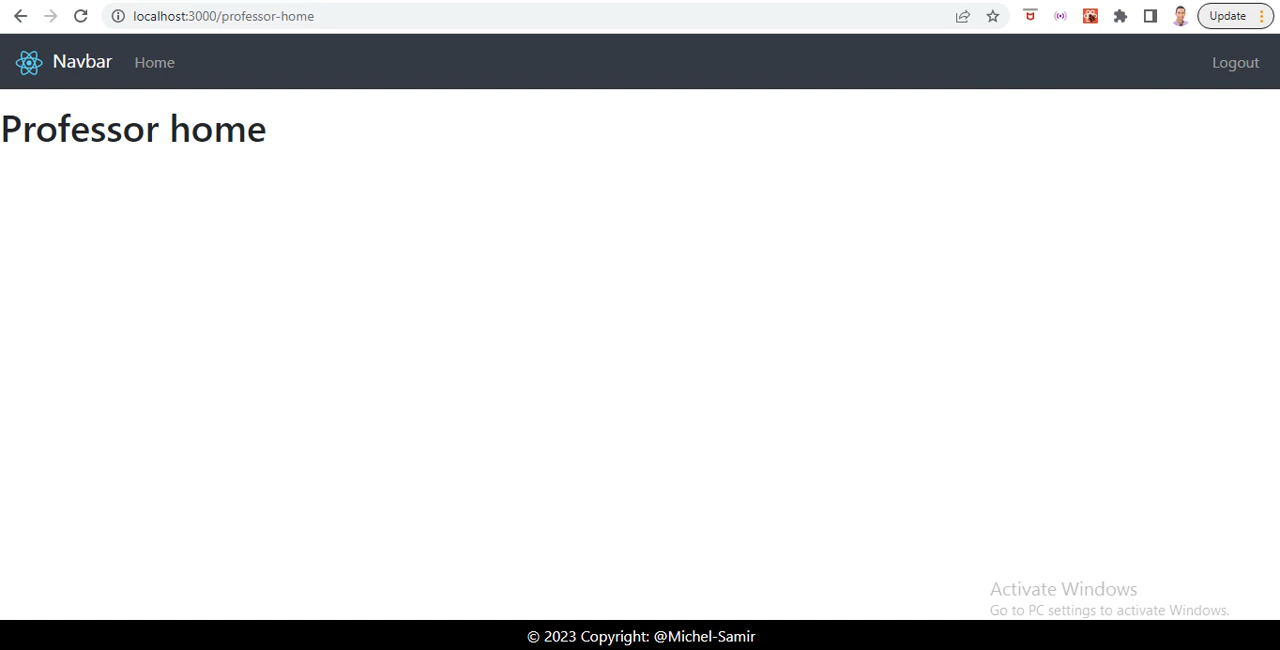 localhost:3000/professor-home
Update
Navbar
Home
Logout
Professor home
Activate Windows
Go to PC settings to activate Windows.
© 2023 Copyright: @Michel-Samir